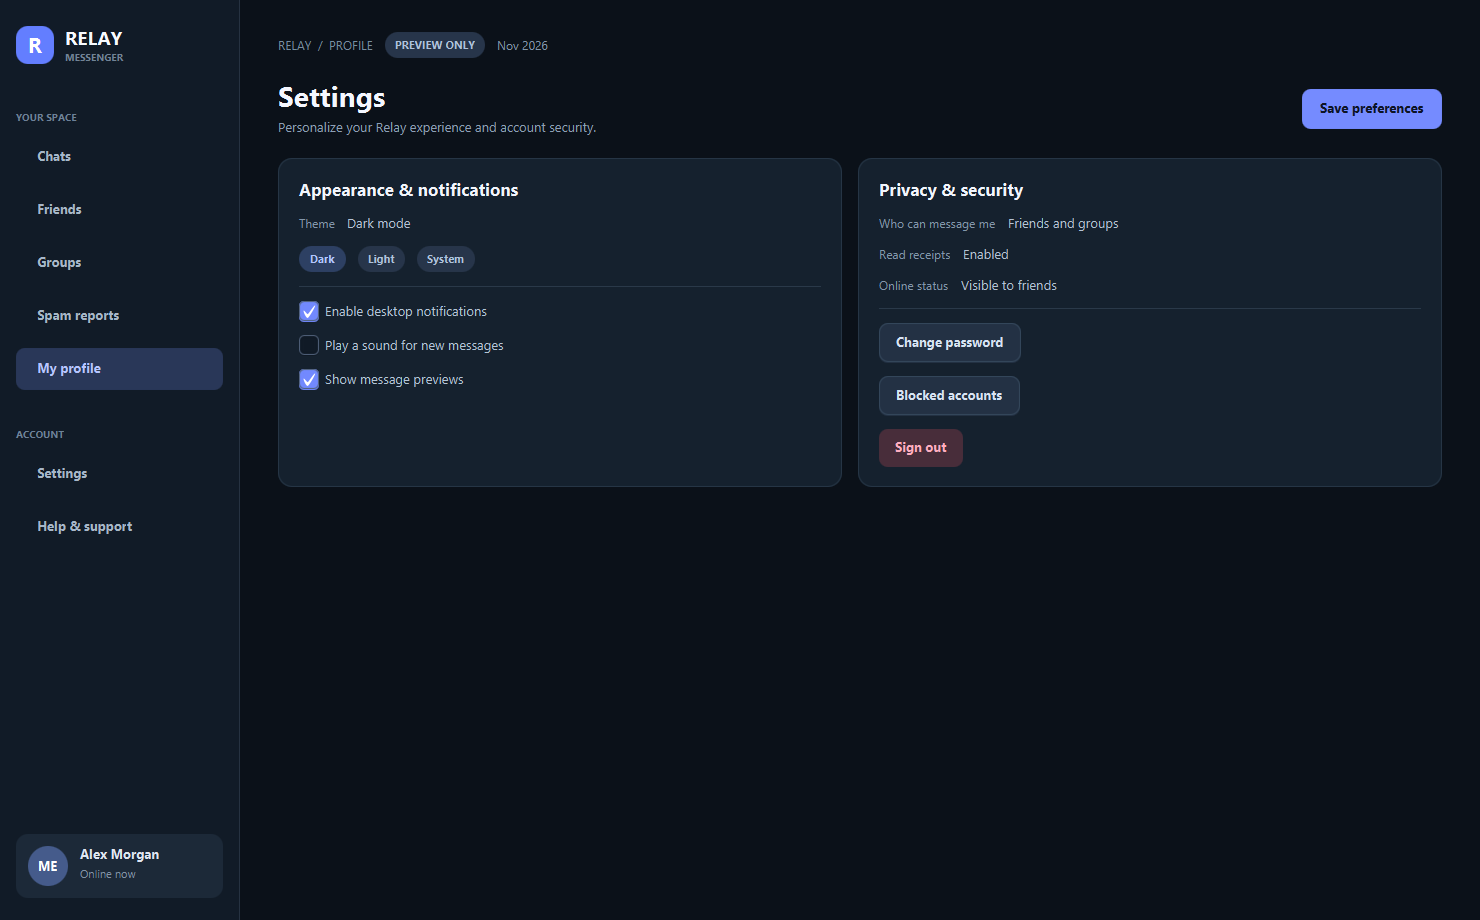 R
RELAY
MESSENGER
YOUR SPACE
Chats
Friends
Groups
Spam reports
My profile
ACCOUNT
Settings
Help & support
ME
Alex Morgan
Online now
RELAY / PROFILE PREVIEW ONLY Nov 2026
Settings
Personalize your Relay experience and account security.
Save preferences
Appearance & notifications
Theme Dark mode
Dark Light System
Enable desktop notifications
Play a sound for new messages
Show message previews
Privacy & security
Who can message me Friends and groups
Read receipts Enabled
Online status Visible to friends
Change password
Blocked accounts
Sign out